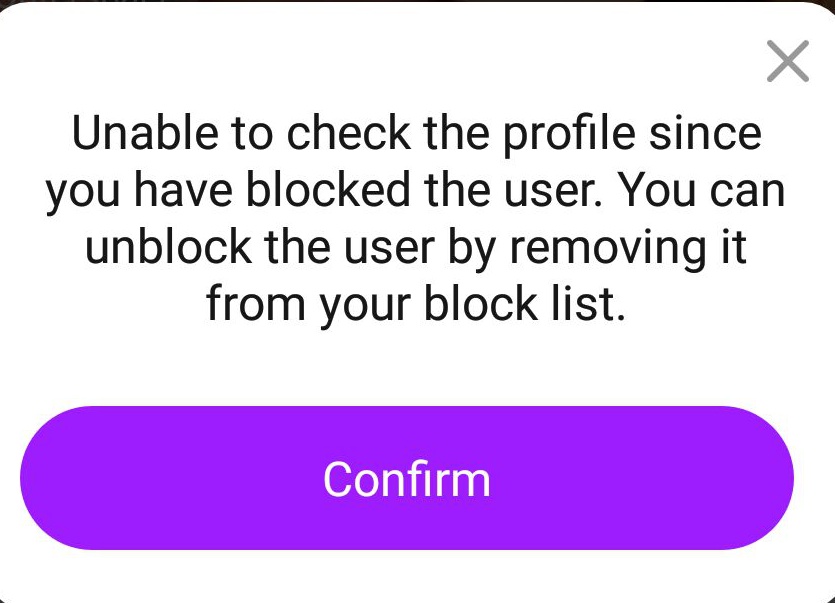 Unable to check the profile since
you have blocked the user. You can
unblock the user by removing it
from your block list.
Confirm